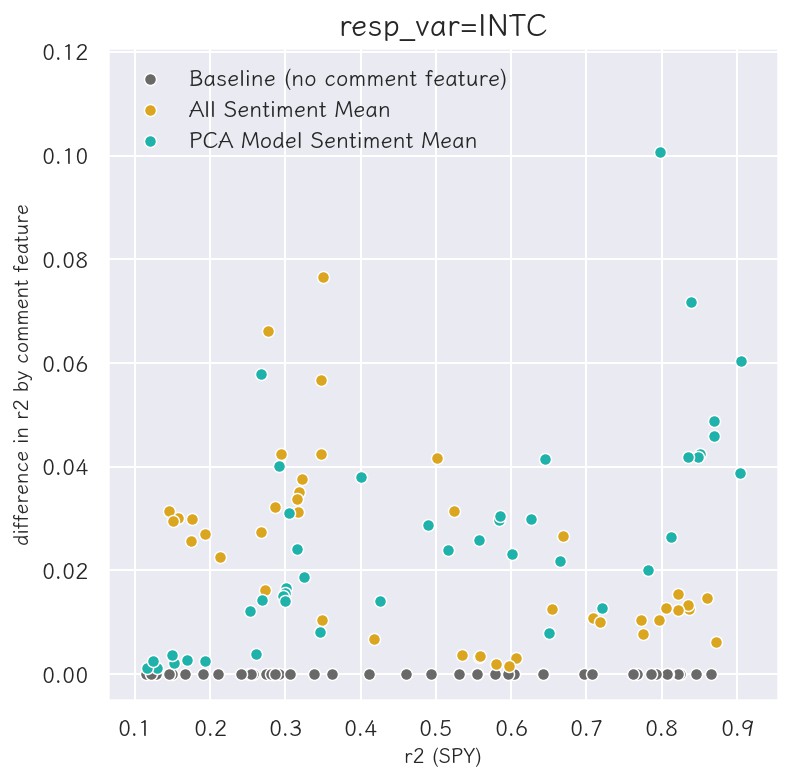 resp_var=INTC
0.12
Baseline (no comment feature)
All Sentiment Mean
PCA Model Sentiment Mean
0.10
0.08
0.06
0.04
0.02
0.00
difference in r2 by comment feature
0.1 0.2 0.3 0.4 0.5 0.6 0.7 0.8 0.9
r2 (SPY)